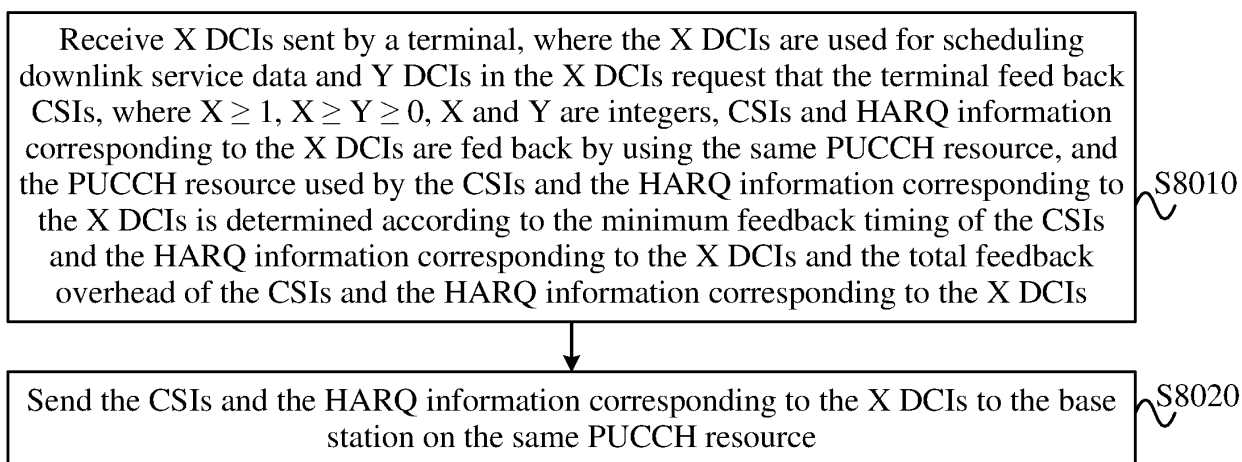 Receive X DCIs sent by a terminal, where the X DCIs are used for scheduling
downlink service data and Y DCIs in the X DCIs request that the terminal feed back
CSIs, where X ≥ 1, X ≥ Y ≥ 0, X and Y are integers, CSIs and HARQ information
corresponding to the X DCIs are fed back by using the same PUCCH resource, and
the PUCCH resource used by the CSIs and the HARQ information corresponding to
the X DCIs is determined according to the minimum feedback timing of the CSIs
and the HARQ information corresponding to the X DCIs and the total feedback
overhead of the CSIs and the HARQ information corresponding to the X DCIs
S8010
Send the CSIs and the HARQ information corresponding to the X DCIs to the base
station on the same PUCCH resource
S8020